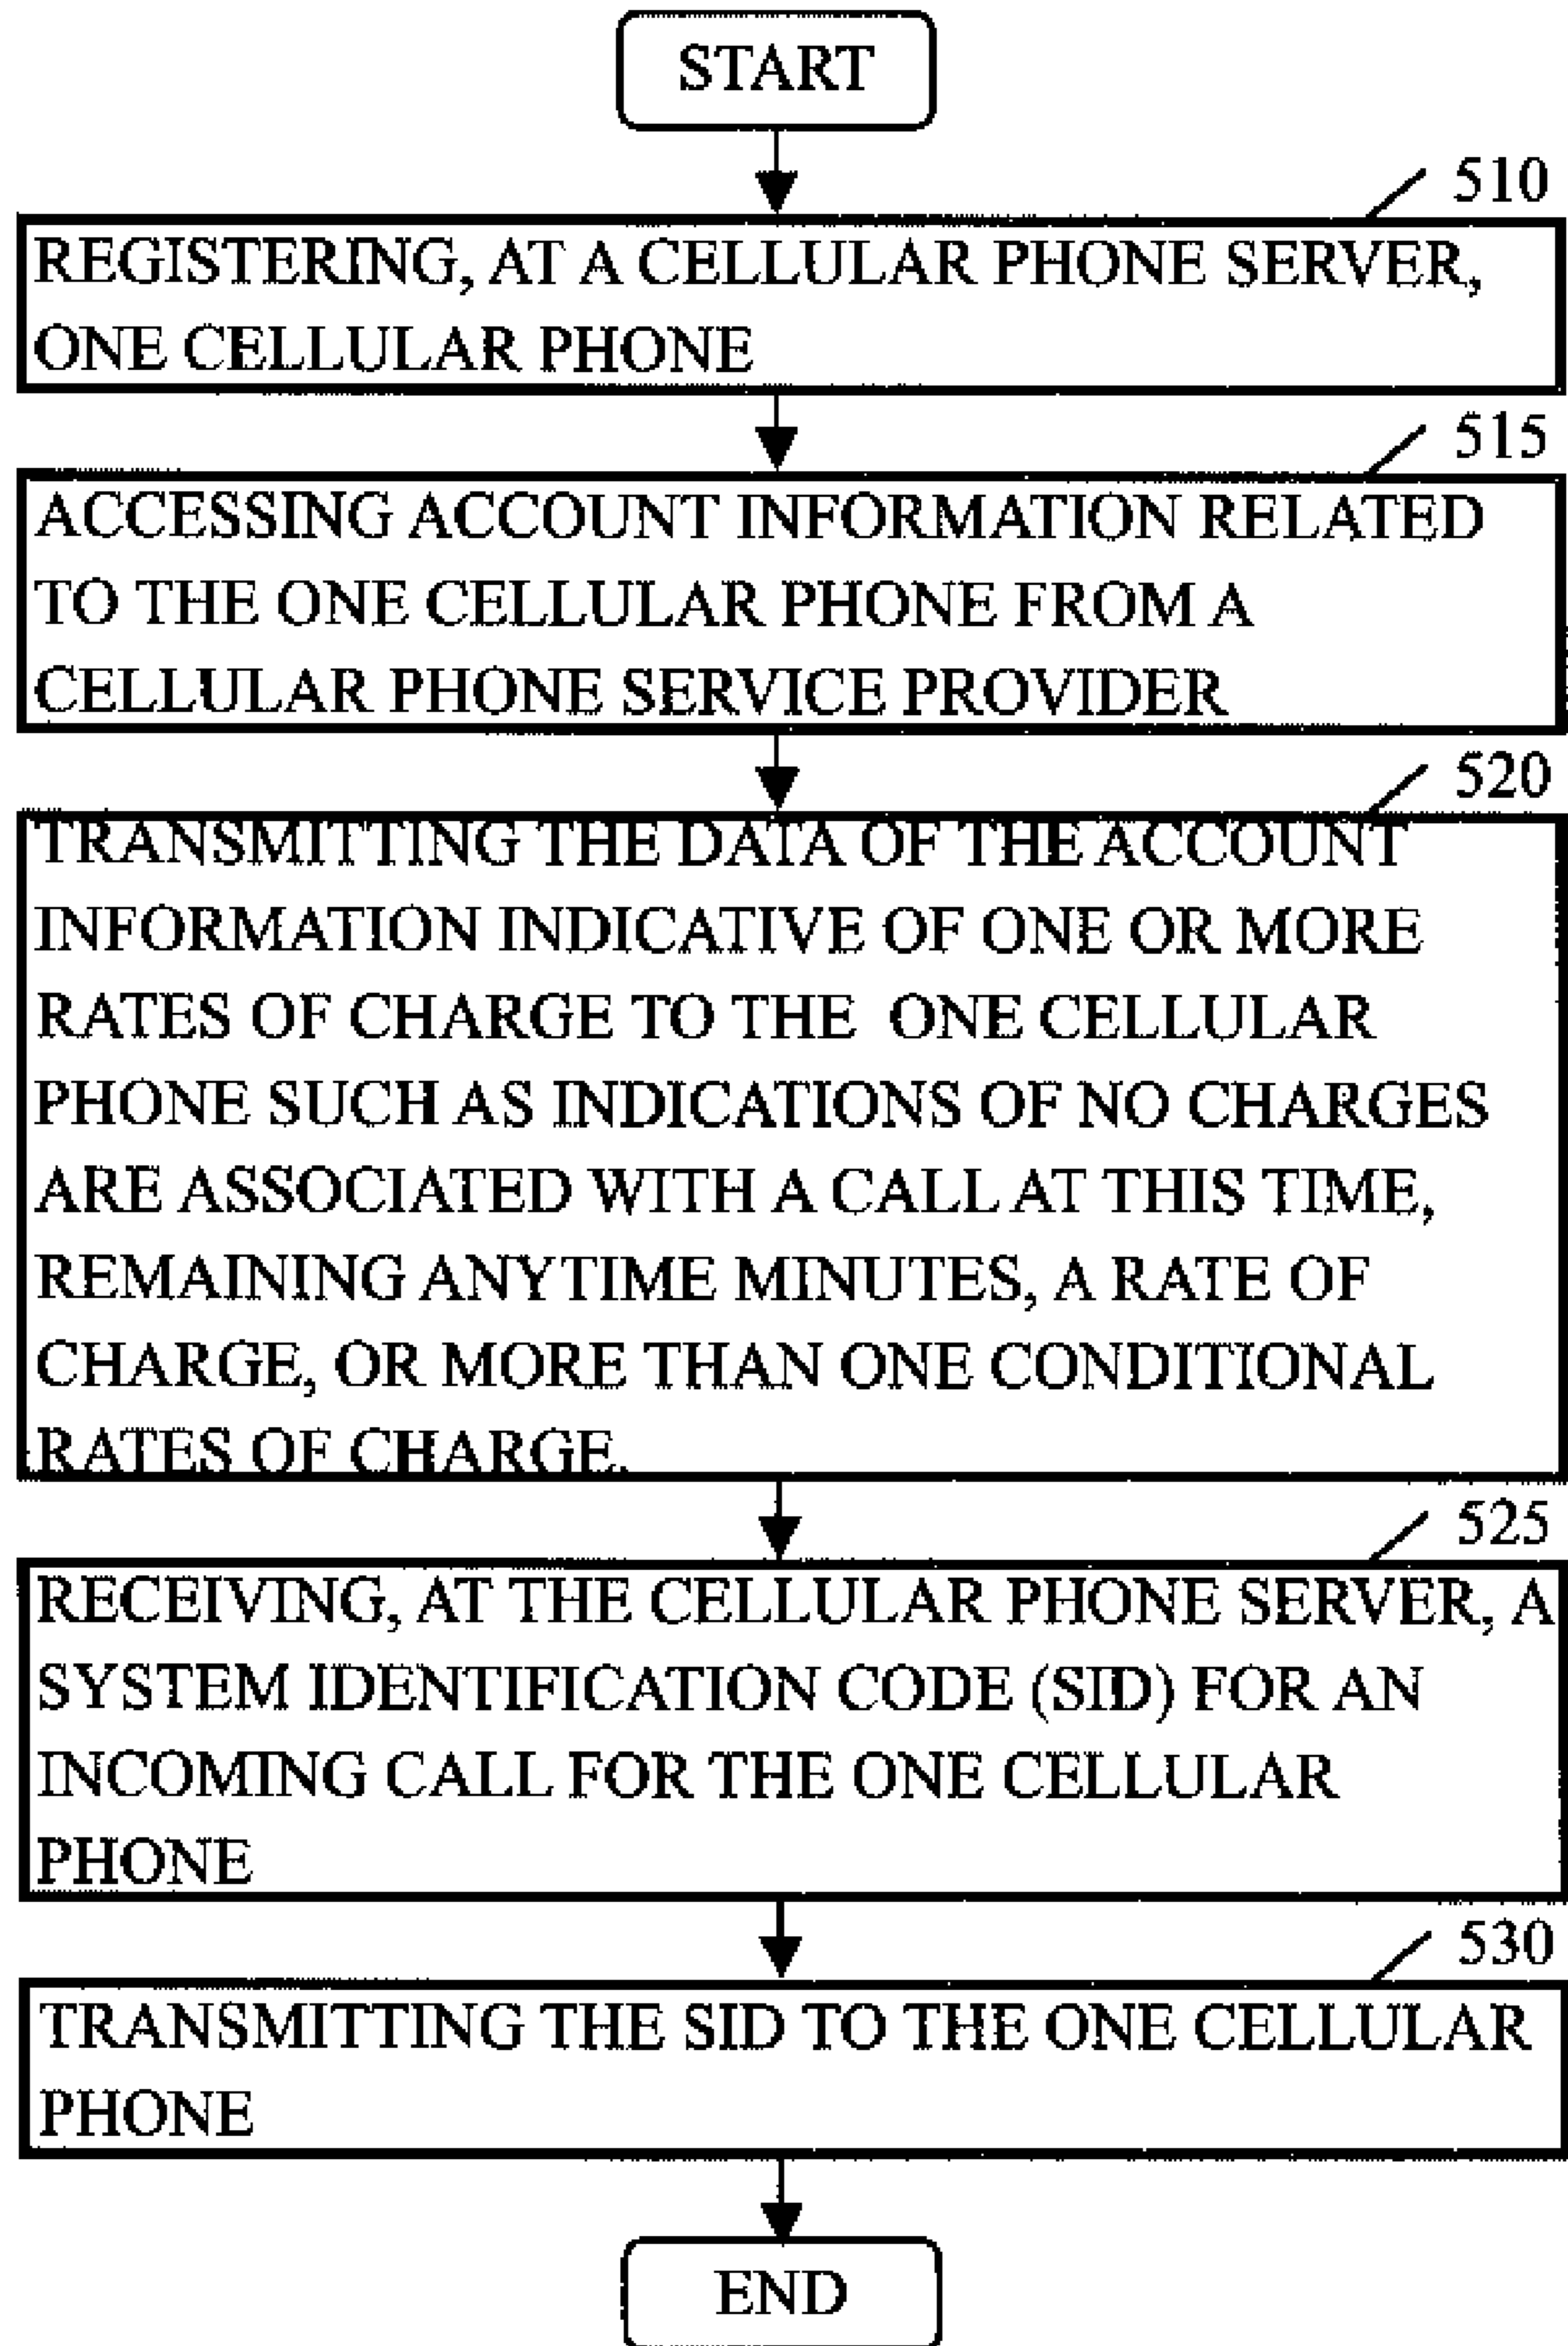 START
510
REGISTERING, AT A CELLULAR PHONE SERVER,
ONE CELLULAR PHONE
515
ACCESSING ACCOUNT INFORMATION RELATED
TO THE ONE CELLULAR PHONE FROM A
CELLULAR PHONE SERVICE PROVIDER
520
TRANSMITTING THE DATA OF THE ACCOUNT
INFORMATION INDICATIVE OF ONE OR MORE
RATES OF CHARGE TO THE ONE CELLULAR
PHONE SUCH AS INDICATIONS OF NO CHARGES
ARE ASSOCIATED WITH A CALL AT THIS TIME,
REMAINING ANYTIME MINUTES, A RATE OF
CHARGE, OR MORE THAN ONE CONDITIONAL
RATES OF CHARGE.
525
RECEIVING, AT THE CELLULAR PHONE SERVER, A
SYSTEM IDENTIFICATION CODE (SID) FOR AN
INCOMING CALL FOR THE ONE CELLULAR
PHONE
530
TRANSMITTING THE SID TO THE ONE CELLULAR
PHONE
END